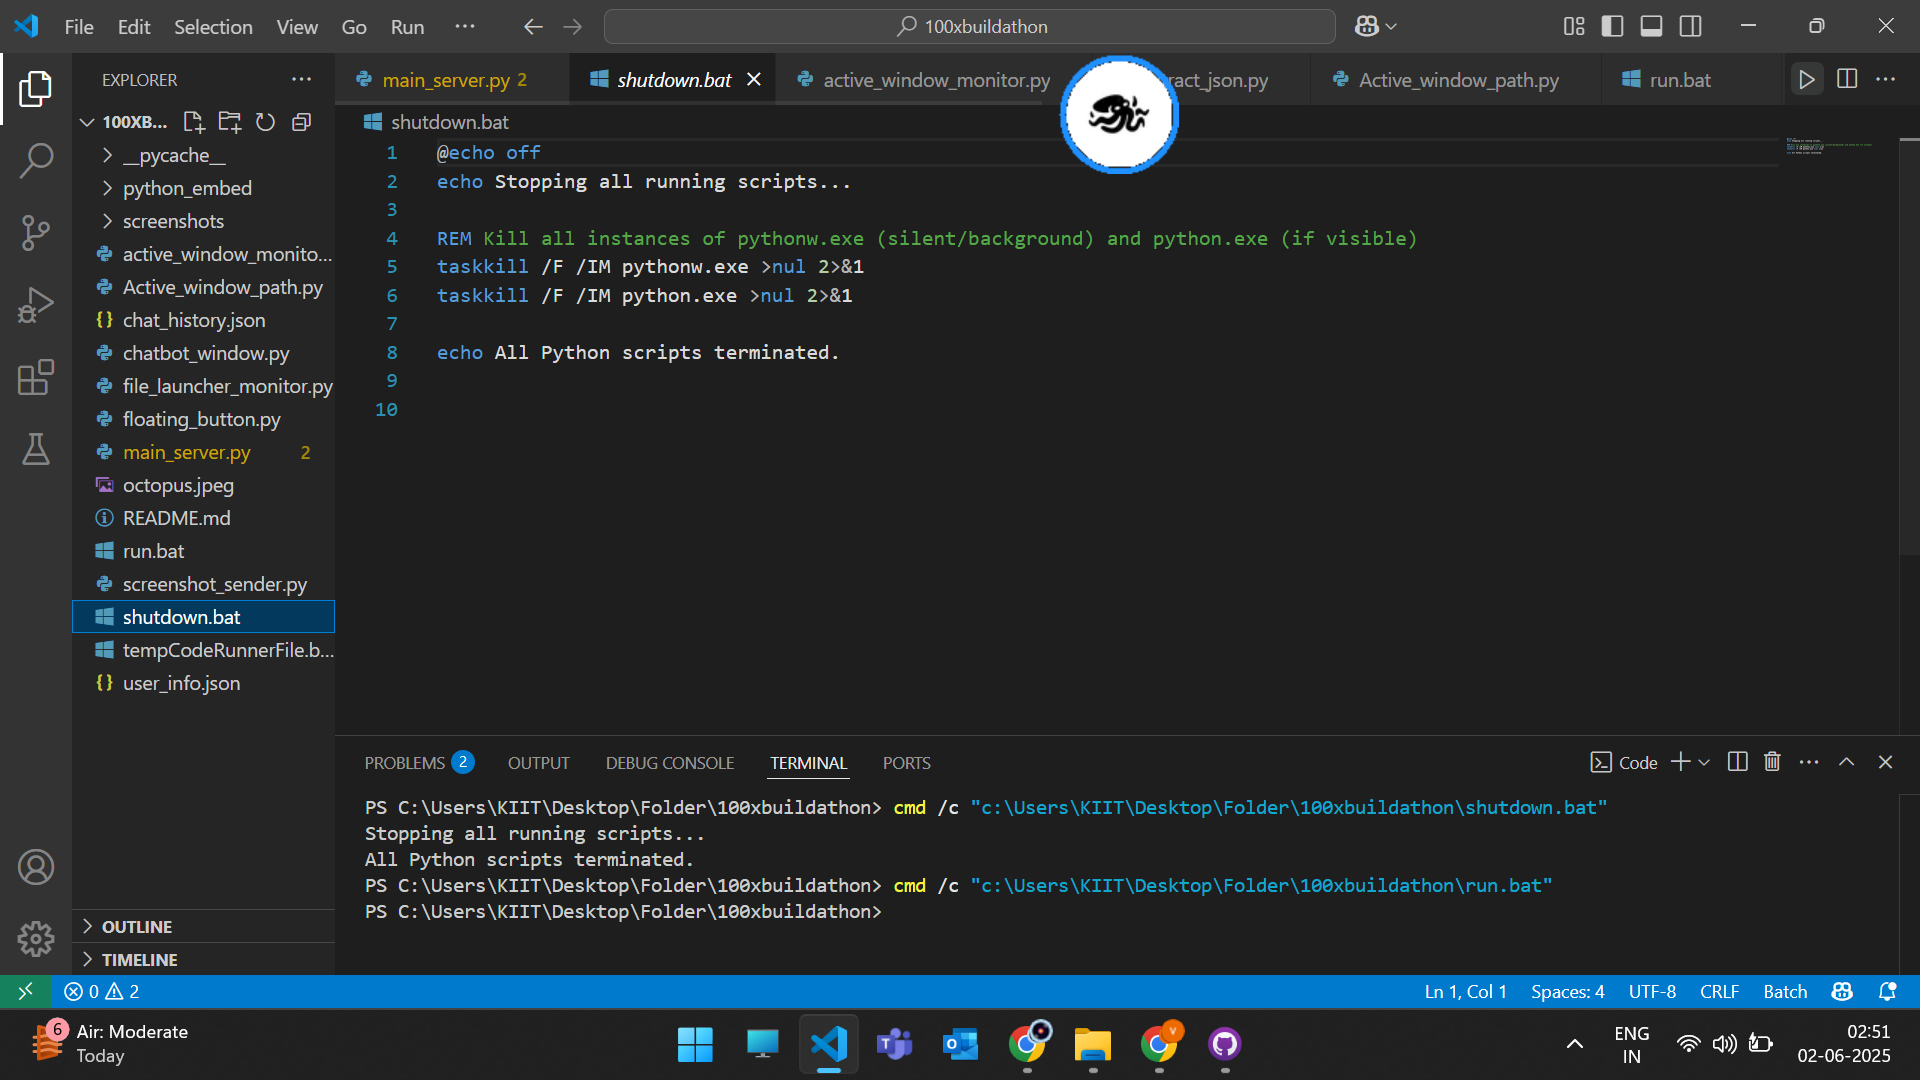 File Edit Selection View Go Run ...
100xbuildathon
EXPLORER
main_server.py 2
shutdown.bat
active_window_monitor.py
ract_json.py
Active_window_path.py
run.bat
100XB...
shutdown.bat
__pycache__
python_embed
screenshots
active_window_monito...
Active_window_path.py
chat_history.json
chatbot_window.py
file_launcher_monitor.py
floating_button.py
main_server.py 2
octopus.jpeg
README.md
run.bat
screenshot_sender.py
shutdown.bat
tempCodeRunnerFile.b...
user_info.json
OUTLINE
TIMELINE
1 @echo off
2 echo Stopping all running scripts...
3
4 REM Kill all instances of pythonw.exe (silent/background) and python.exe (if visible)
5 taskkill /F /IM pythonw.exe >nul 2>&1
6 taskkill /F /IM python.exe >nul 2>&1
7
8 echo All Python scripts terminated.
9
10
PROBLEMS 2 OUTPUT DEBUG CONSOLE TERMINAL PORTS
Code
PS C:\Users\KIIT\Desktop\Folder\100xbuildathon> cmd /c "c:\Users\KIIT\Desktop\Folder\100xbuildathon\shutdown.bat"
Stopping all running scripts...
All Python scripts terminated.
PS C:\Users\KIIT\Desktop\Folder\100xbuildathon> cmd /c "c:\Users\KIIT\Desktop\Folder\100xbuildathon\run.bat"
PS C:\Users\KIIT\Desktop\Folder\100xbuildathon>
0 2
Ln 1, Col 1 Spaces: 4 UTF-8 CRLF Batch
6
Air: Moderate
Today
V
ENG
IN
02:51
02-06-2025